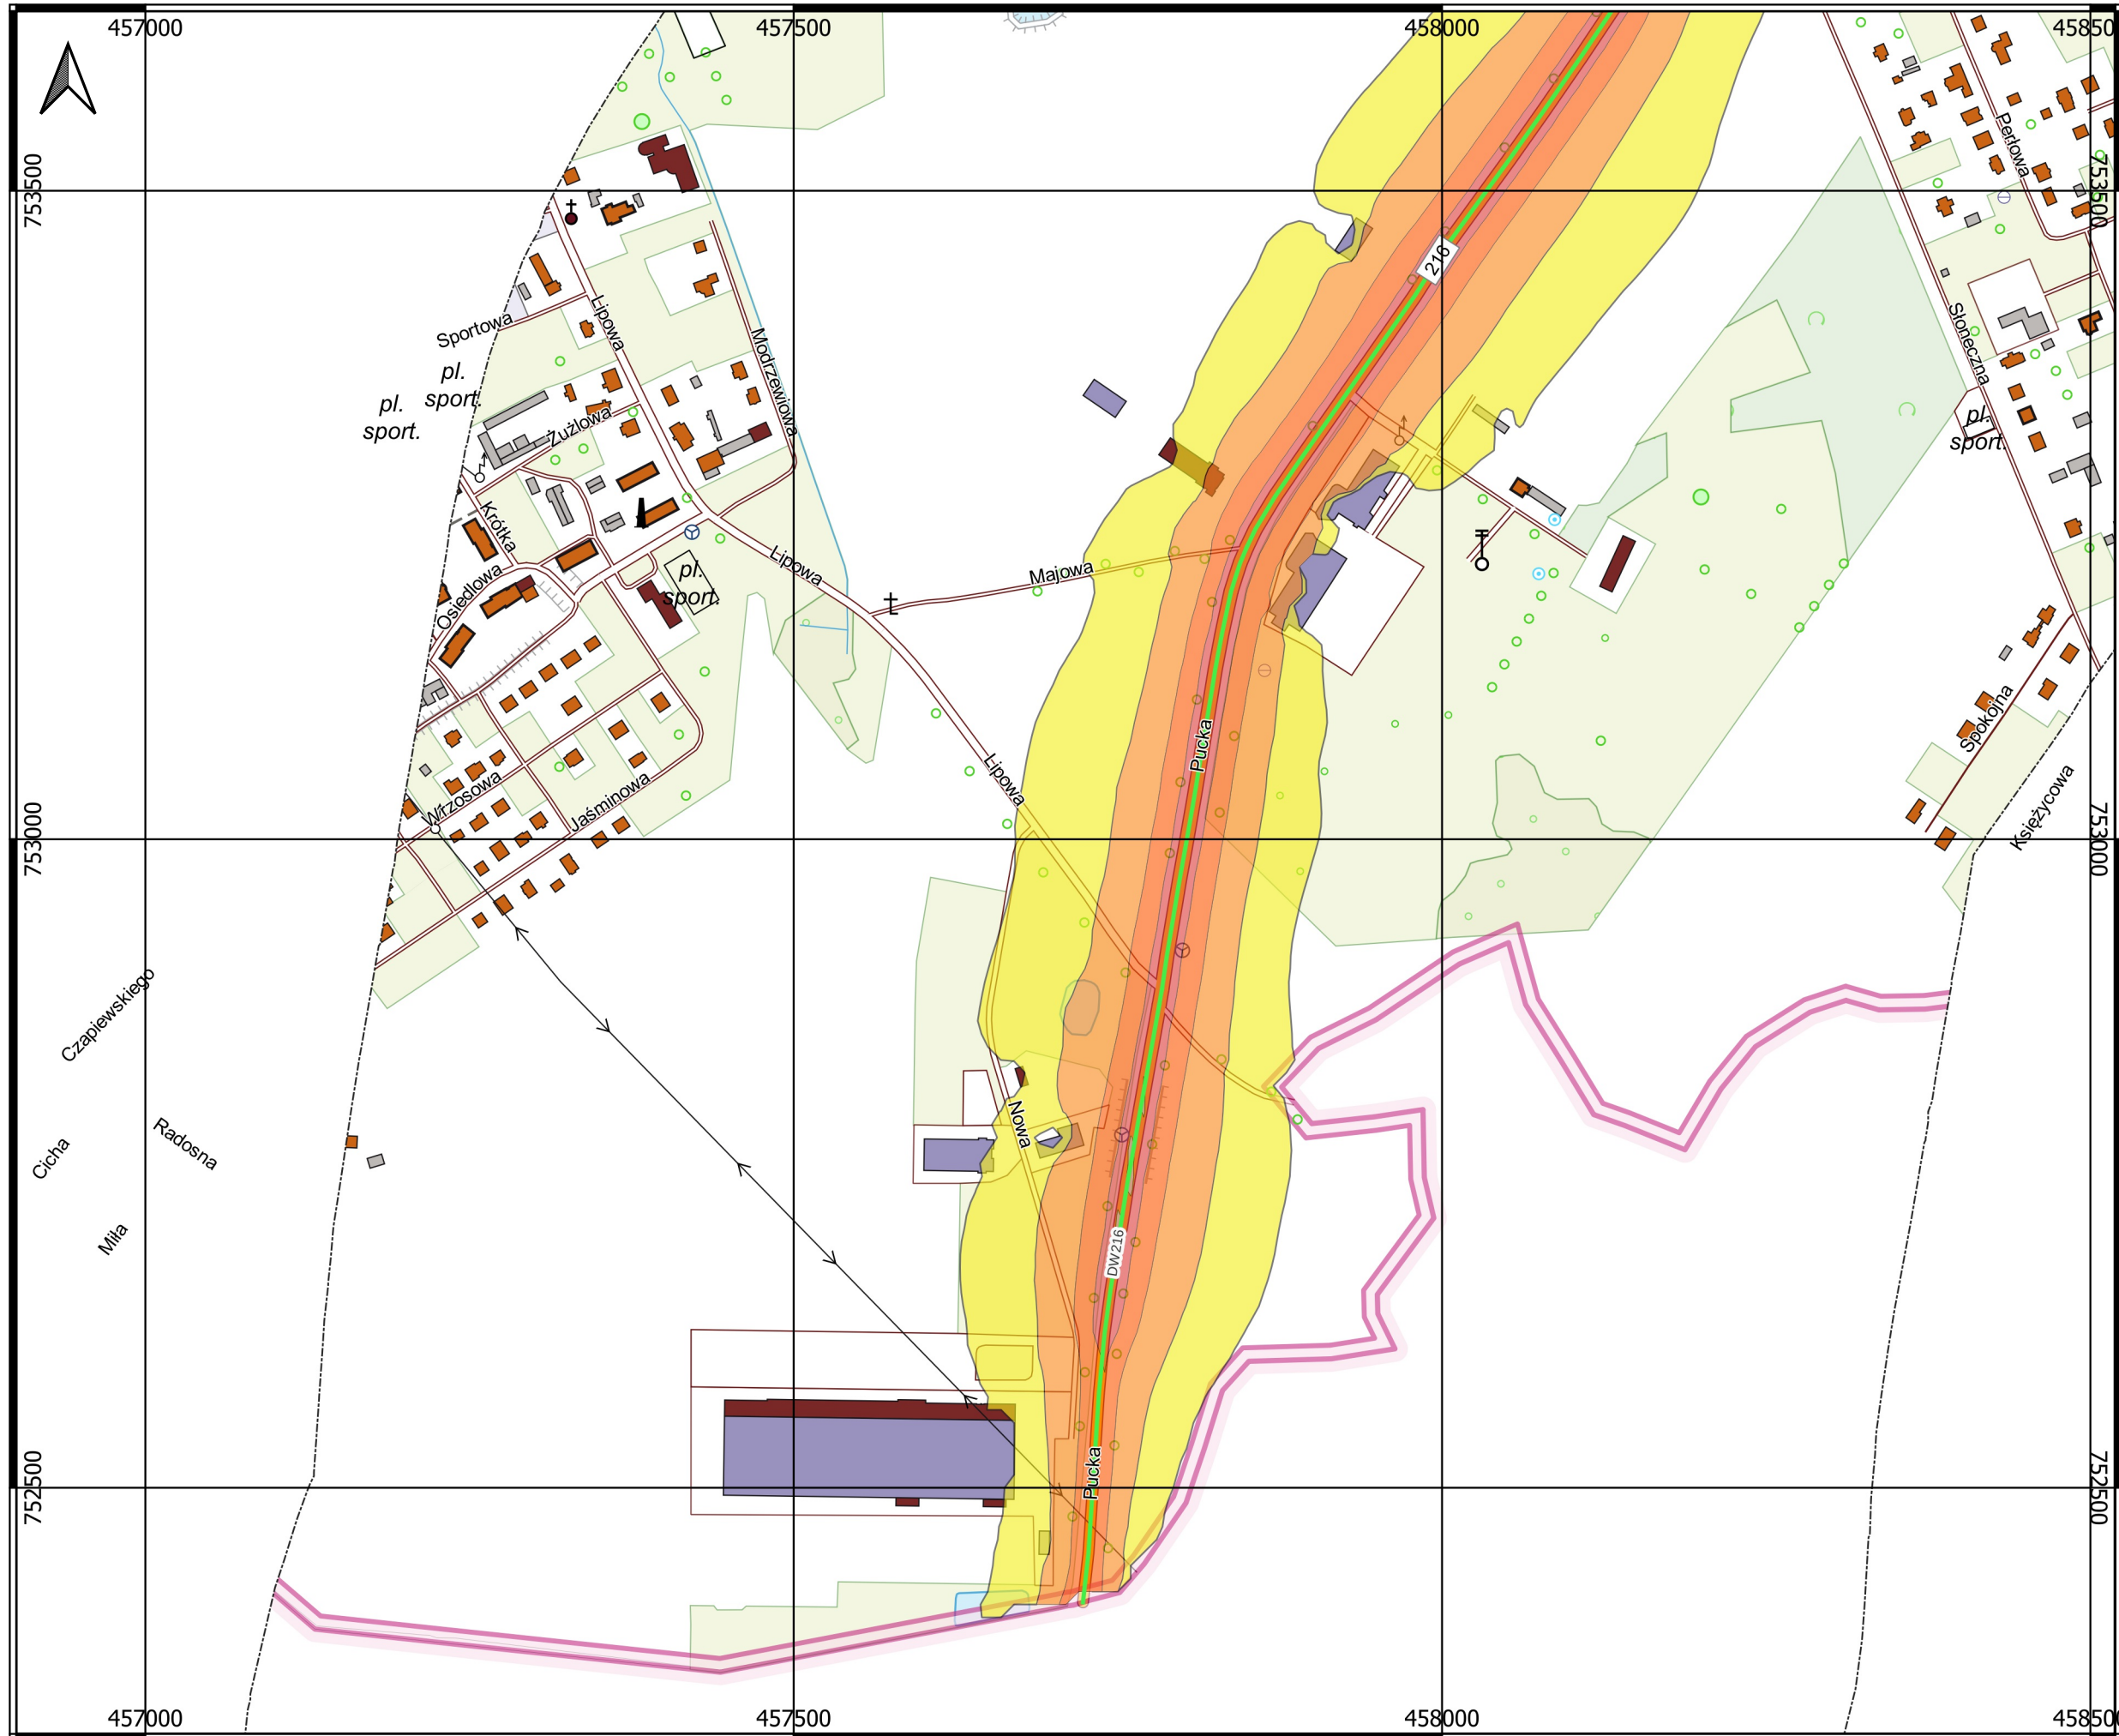 457000
457500
458000
458500
753500
753500
216
Perłowa
Lipowa
Sportowa
Modrzewiowa
Słoneczna
pl.
sport.
pl.
sport.
Żużlowa
pl.
sport.
Krótka
Lipowa
Majowa
pl.
sport.
Osiedlowa
Pucka
Spokojna
Lipowa
Wrzosowa
Jaśminowa
Księżycowa
753000
753000
Czapiewskiego
Nowa
Radosna
Cicha
Miła
DW216
Pucka
752500
752500
457000
457500
458000
458500